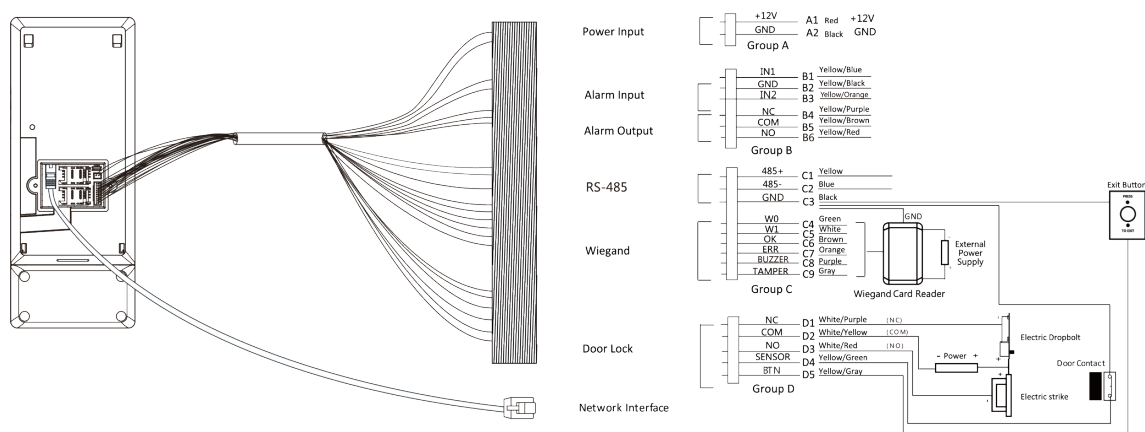 Power Input
+12V A1 Red +12V
GND A2 Black GND
Group A
Alarm Input
Alarm Output
IN1 B1 Yellow/Blue
GND B2 Yellow/Black
IN2 B3 Yellow/Orange
NC B4 Yellow/Purple
COM B5 Yellow/Brown
NO B6 Yellow/Red
Group B
RS-485
485+ C1 Yellow
485- C2 Blue
GND C3 Black
Wiegand
W0 C4 Green
W1 C5 White
OK C6 Brown
ERR C7 Orange
BUZZER C8 Purple
TAMPER C9 Gray
Group C
GND
External
Power
Supply
Wiegand Card Reader
Exit Button
PRESS
TO EXIT
Door Lock
NC D1 White/Purple (NC)
COM D2 White/Yellow (COM)
NO D3 White/Red (NO)
SENSOR D4 Yellow/Green
BTN D5 Yellow/Gray
Group D
- Power +
Electric Dropbolt
Door Contact
Electric strike
Network Interface